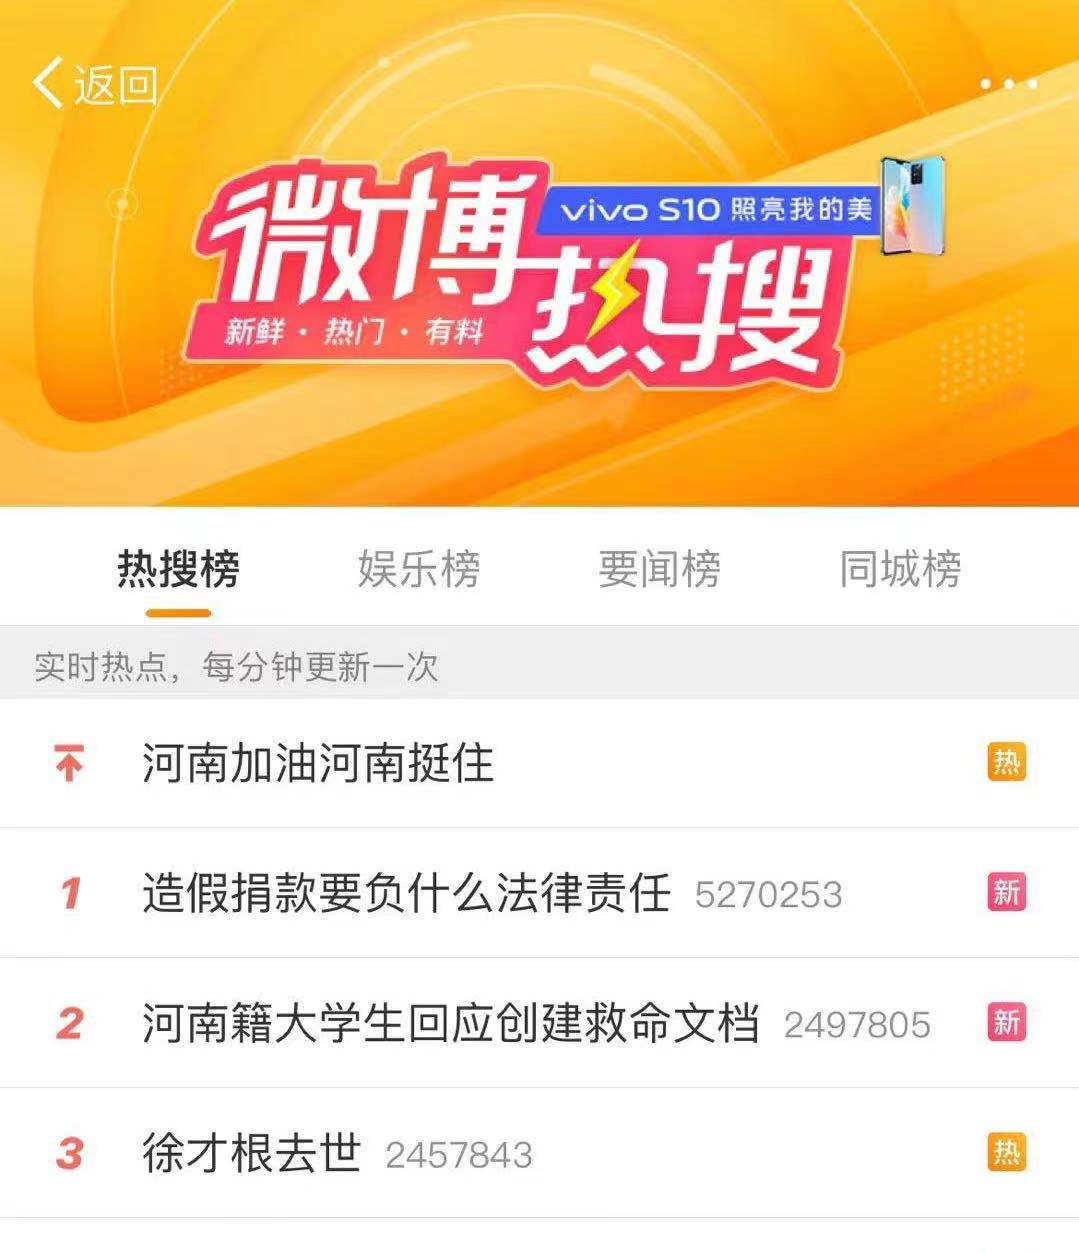 返回
微博
vivo S10 照亮我的美
热搜
新鲜·热门·有料
热搜榜 娱乐榜 要闻榜 同城榜
实时热点，每分钟更新一次
河南加油河南挺住 热
1 造假捐款要负什么法律责任 5270253 新
2 河南籍大学生回应创建救命文档 2497805 新
3 徐才根去世 2457843 热